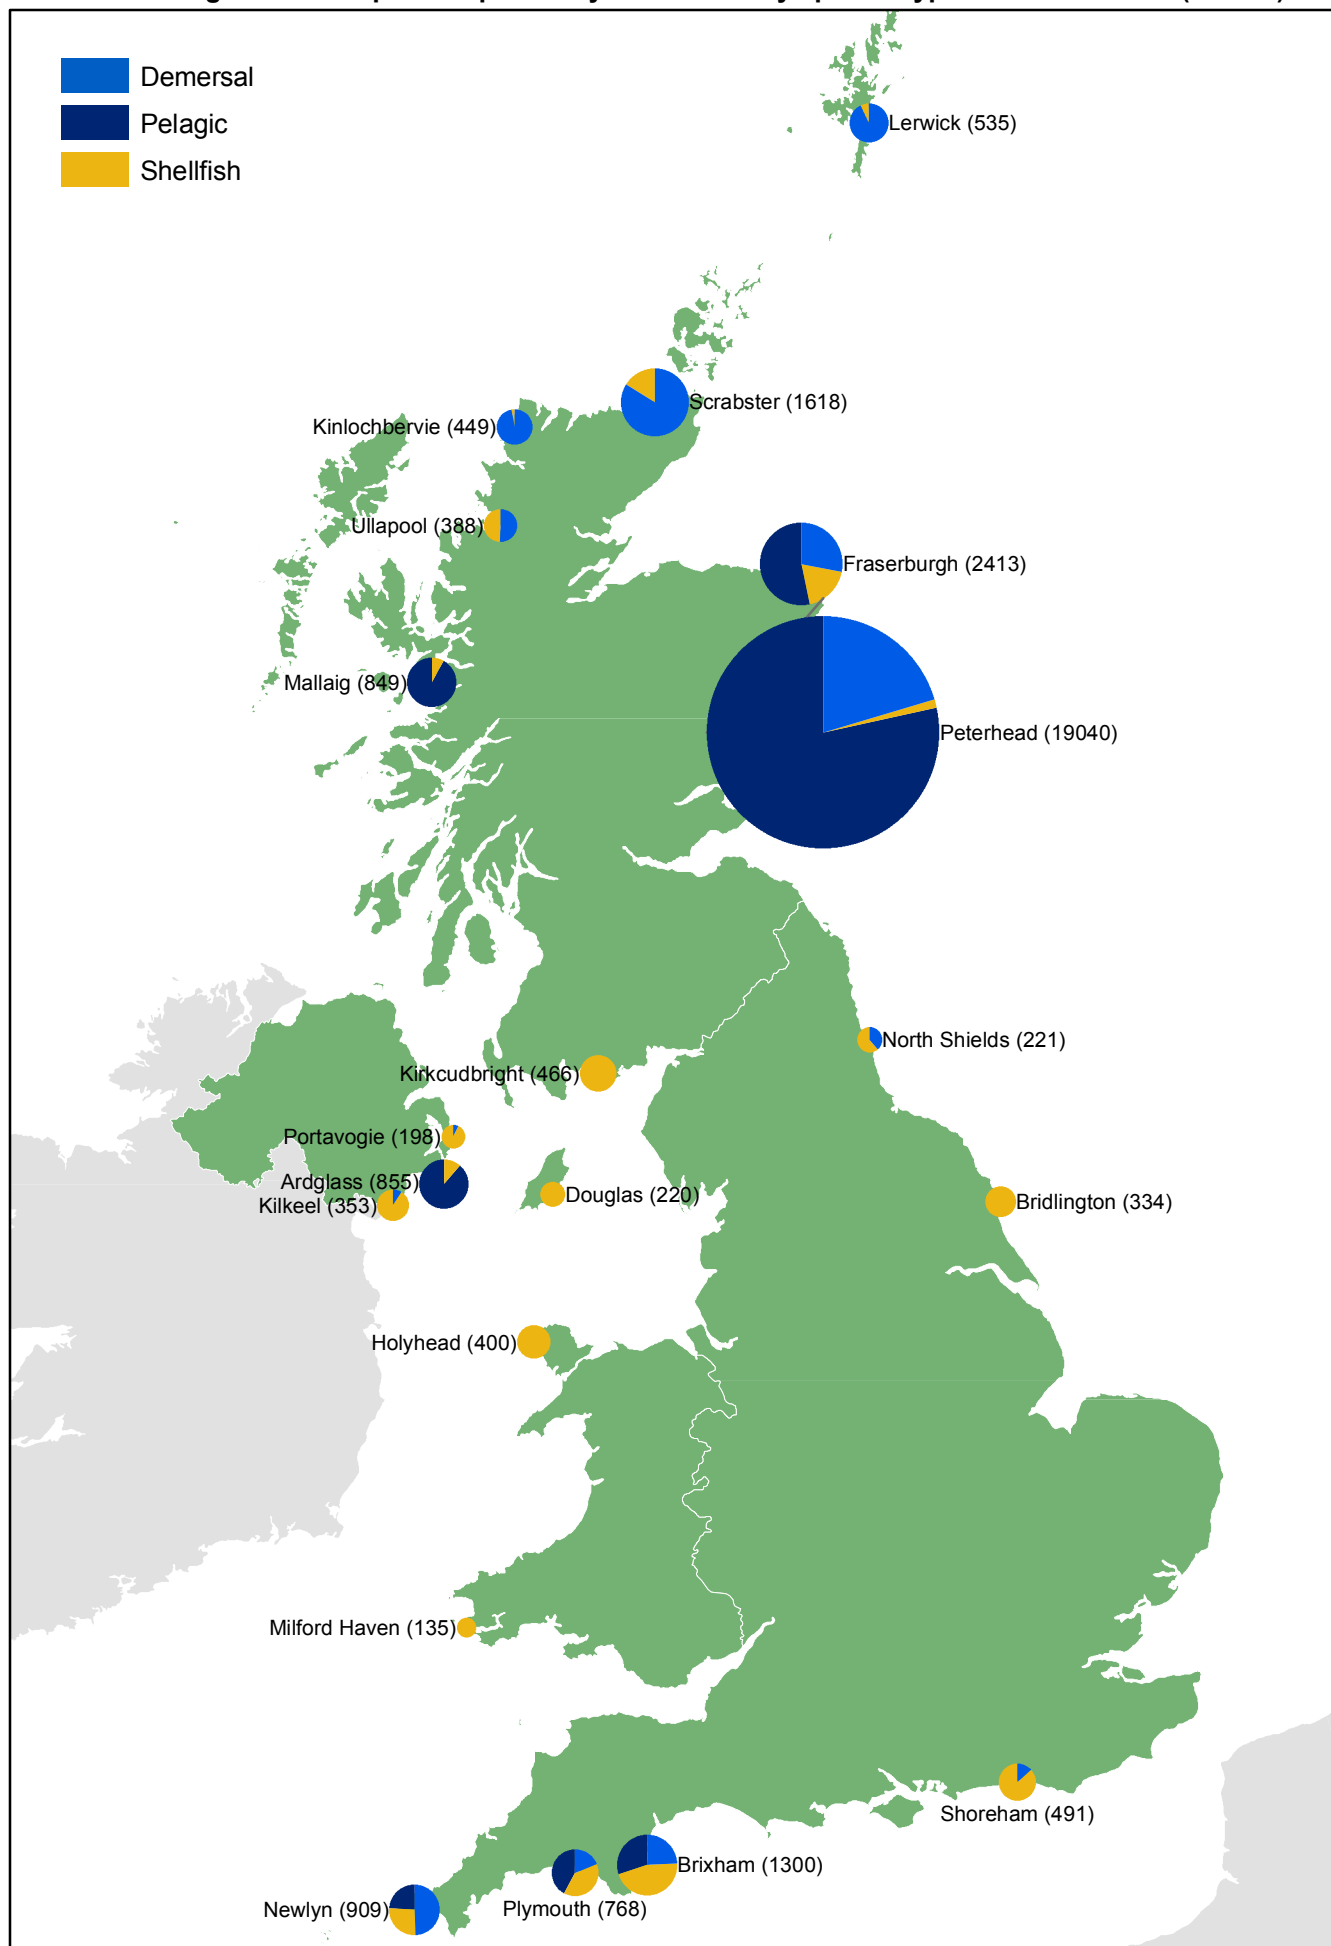 Demersal
Pelagic
Shellfish
Lerwick (535)
Scrabster (1618)
Kinlochbervie (449)
Ullapool (388)
Fraserburgh (2413)
Mallaig (849)
Peterhead (19040)
North Shields (221)
Kirkcudbright (466)
Portavogie (198)
Ardglass (855)
Kilkeel (353)
Douglas (220)
Bridlington (334)
Holyhead (400)
Milford Haven (135)
Shoreham (491)
Brixham (1300)
Plymouth (768)
Newlyn (909)